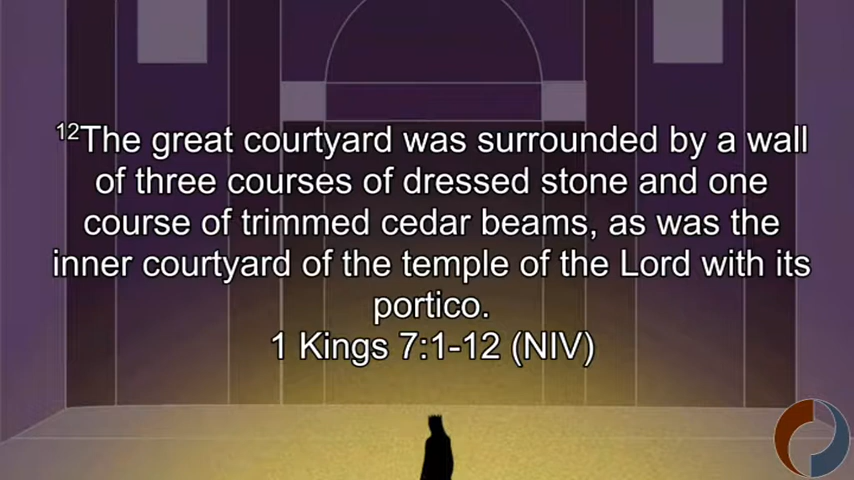 ¹²The great courtyard was surrounded by a wall
of three courses of dressed stone and one
course of trimmed cedar beams, as was the
inner courtyard of the temple of the Lord with its
portico.
1 Kings 7:1-12 (NIV)